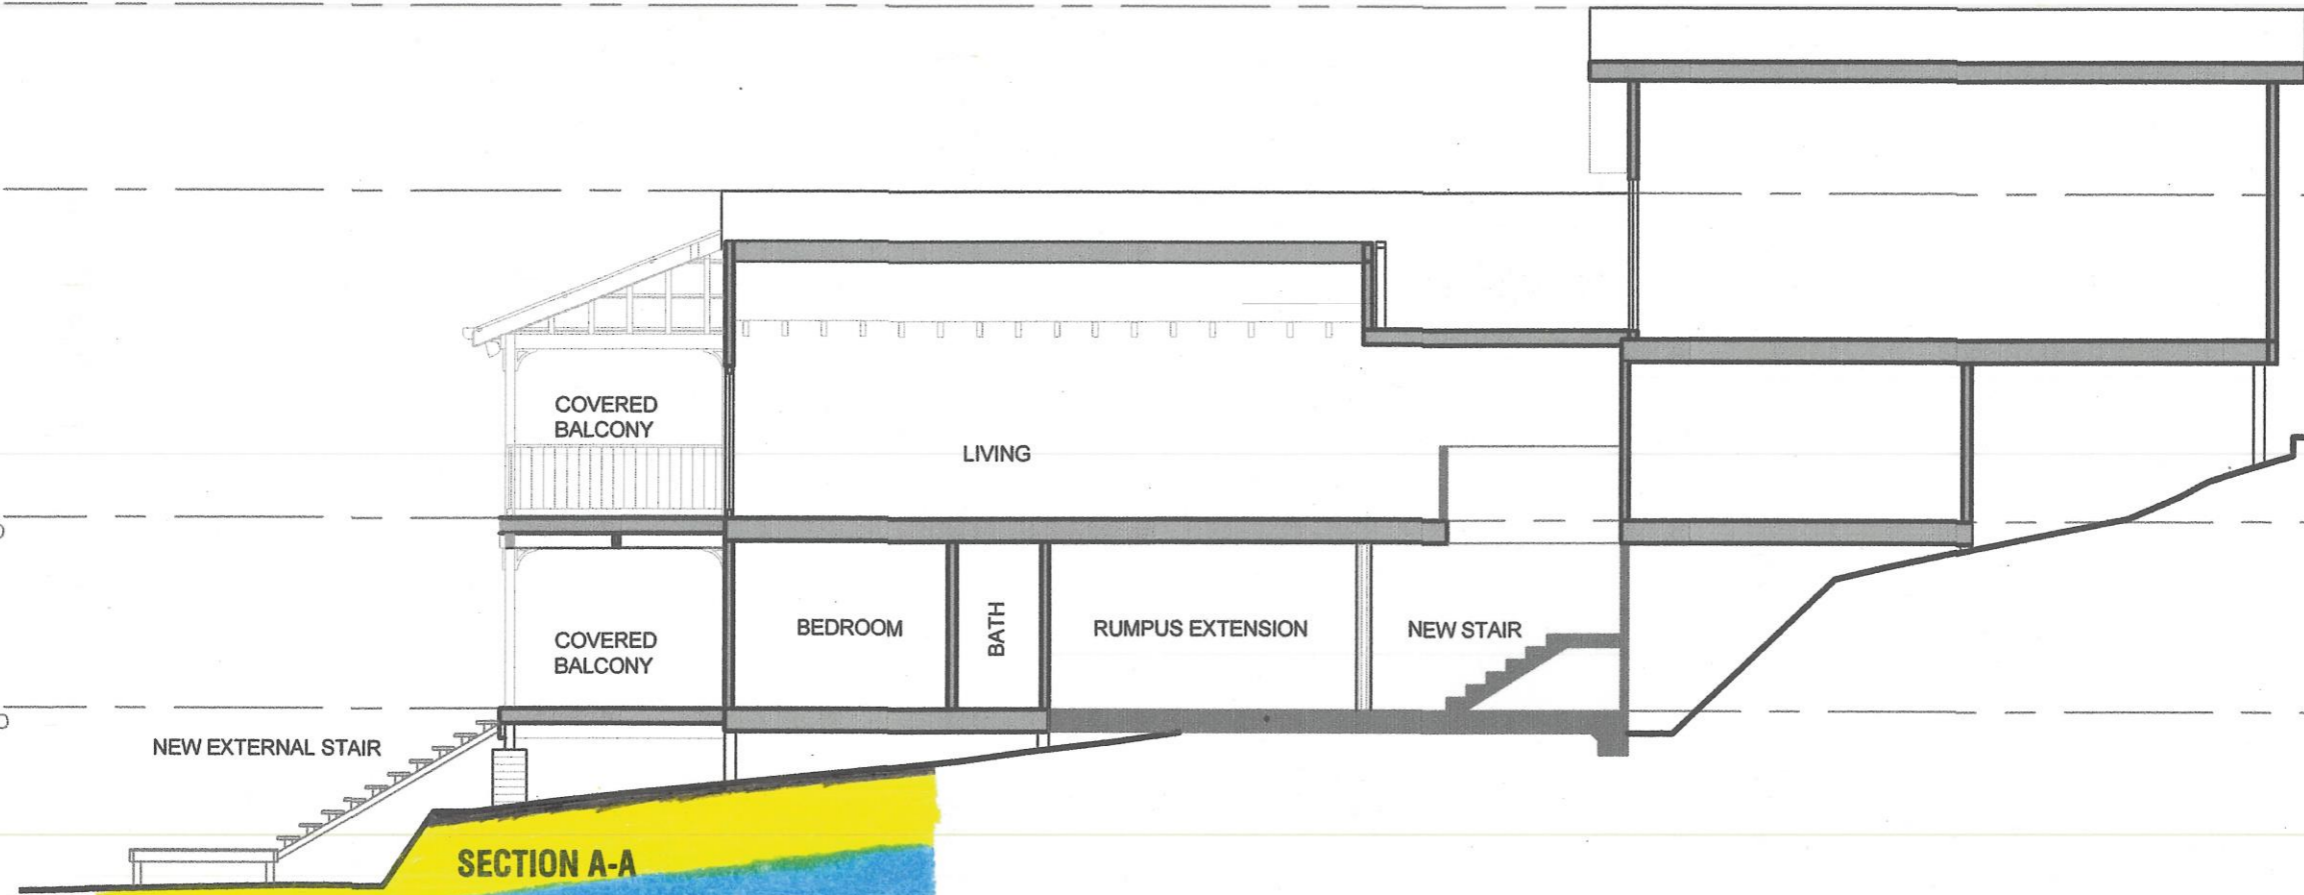 COVERED
BALCONY
LIVING
COVERED
BALCONY
BEDROOM
BATH
RUMPUS EXTENSION
NEW STAIR
NEW EXTERNAL STAIR
SECTION A-A